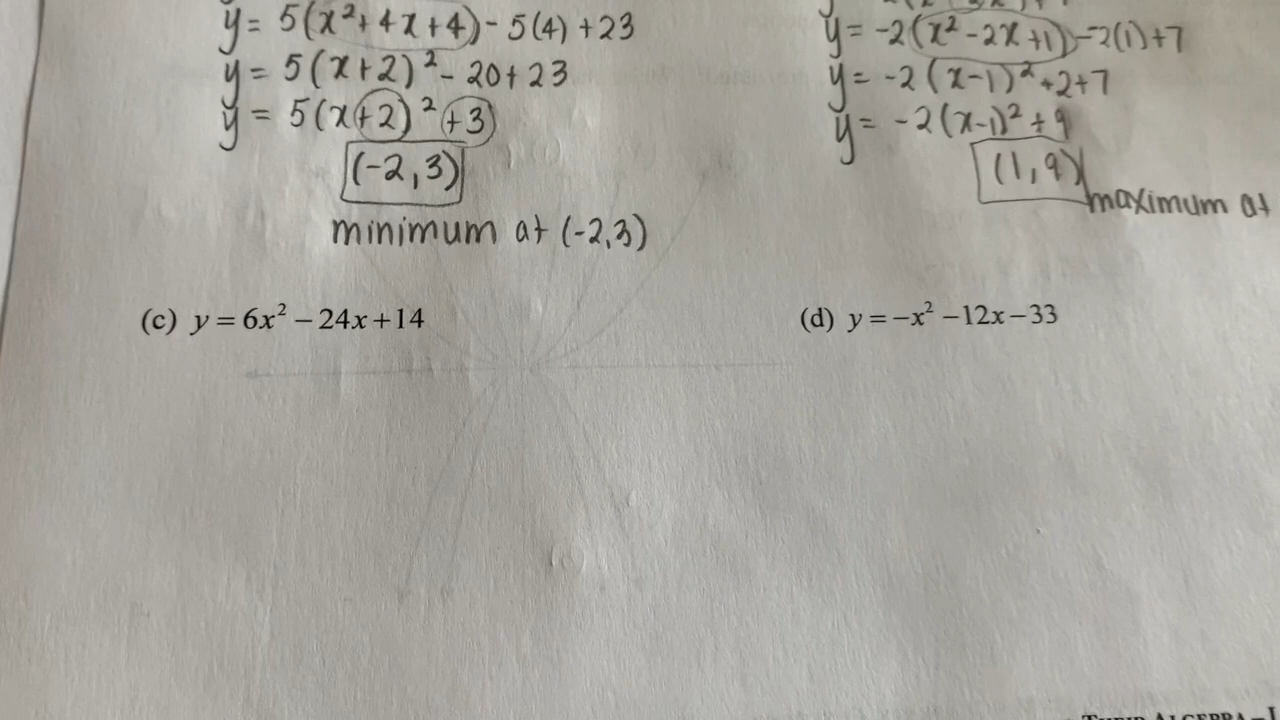 y = 5(x²+4x+4)-5(4)+23
y = 5(x+2)²-20+23
y = 5(x+2)²+3
(-2,3)
minimum at (-2,3)
y = -2(x²-2x+1)-2(1)+7
y = -2(x-1)²+2+7
y = -2(x-1)²+9
(1,9)
maximum at
(c) y = 6x² − 24x + 14
(d) y = −x² − 12x − 33
ALGEBRA – I